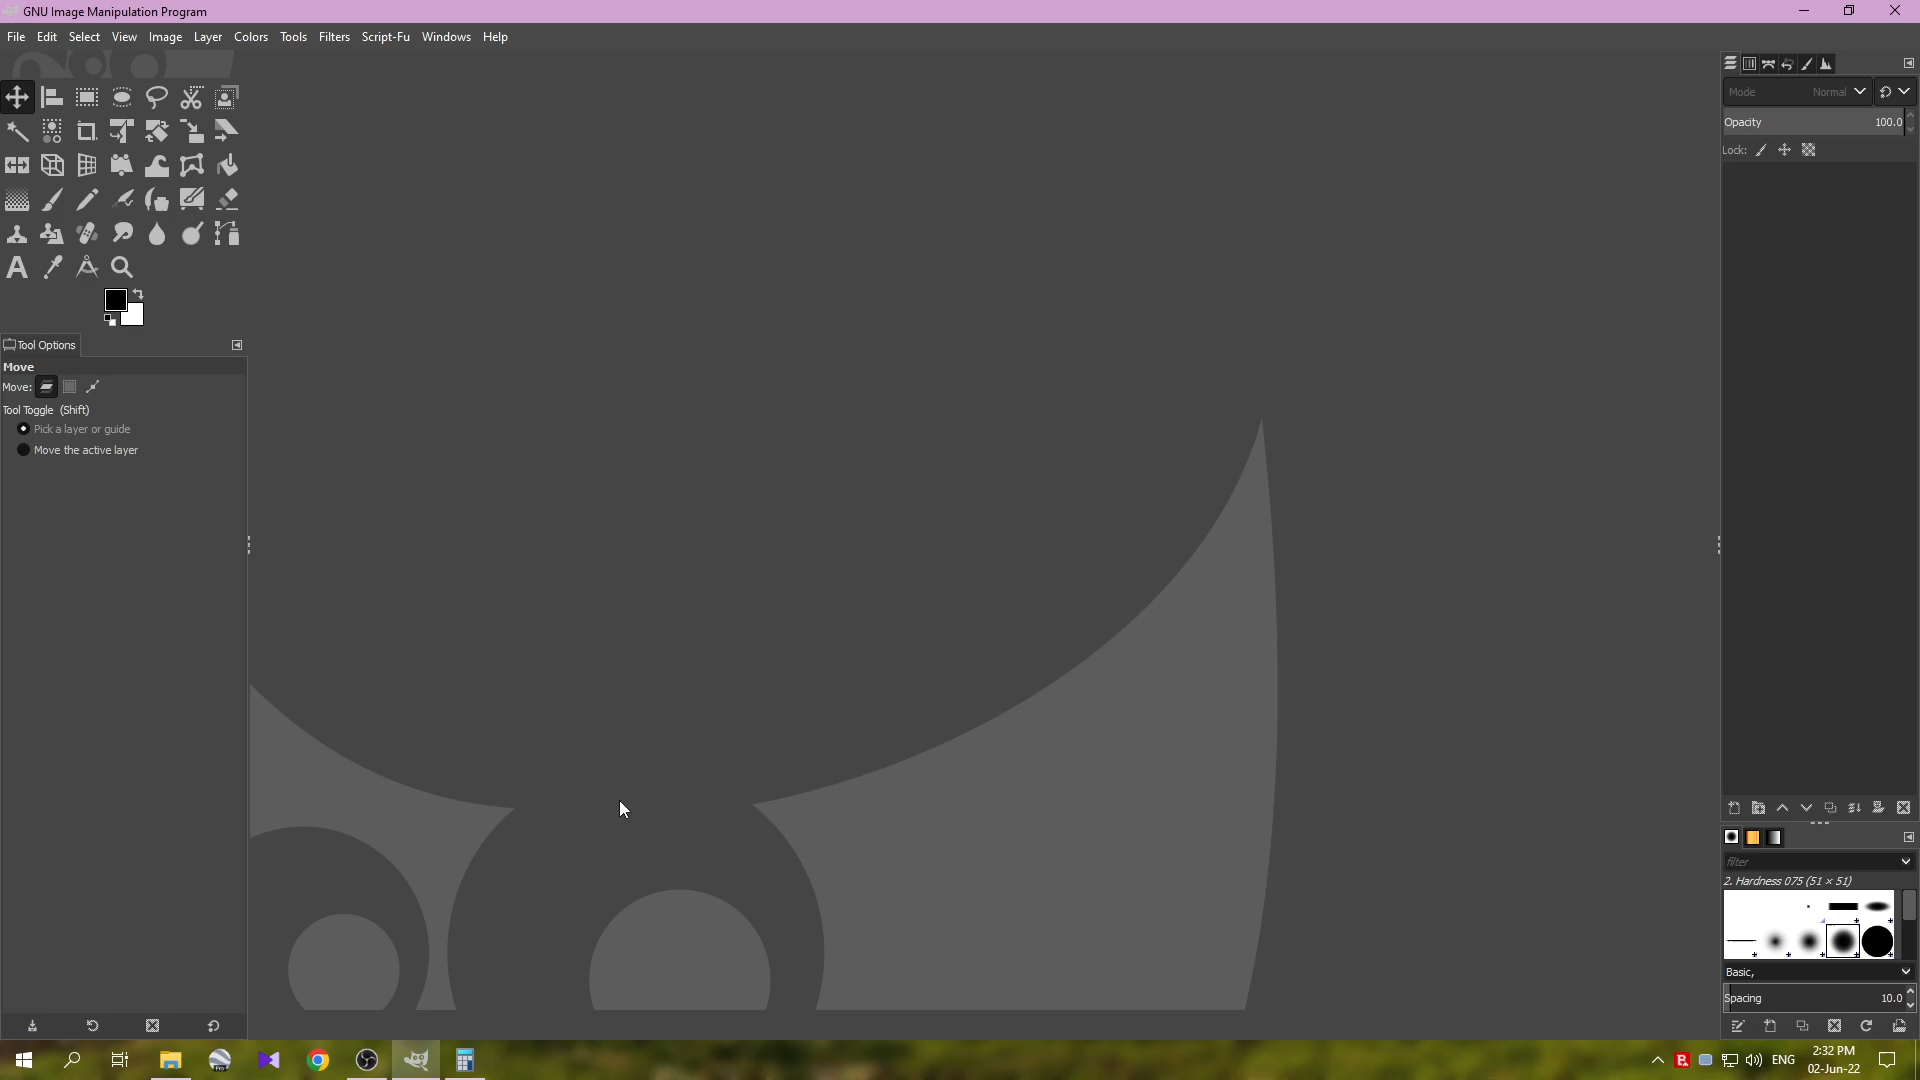 GNU Image Manipulation Program
File Edit Select View Image Layer Colors Tools Filters Script-Fu Windows Help
Mode Normal
Opacity 100.0
Lock:
Tool Options
Move
Move:
Tool Toggle (Shift)
Pick a layer or guide
Move the active layer
filter
2. Hardness 075 (51 × 51)
Basic,
Spacing 10.0
Pro
ENG
2:32 PM
02-Jun-22